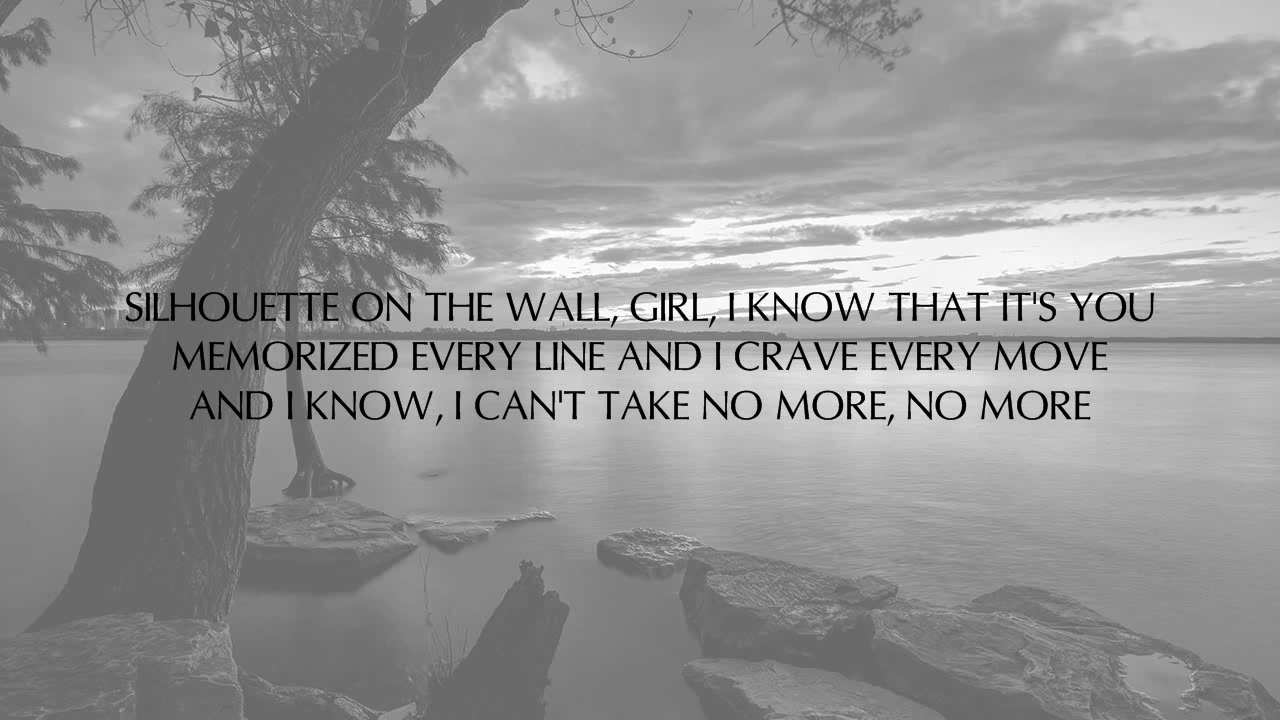 SILHOUETTE ON THE WALL, GIRL, I KNOW THAT IT'S YOU
MEMORIZED EVERY LINE AND I CRAVE EVERY MOVE
AND I KNOW, I CAN'T TAKE NO MORE, NO MORE